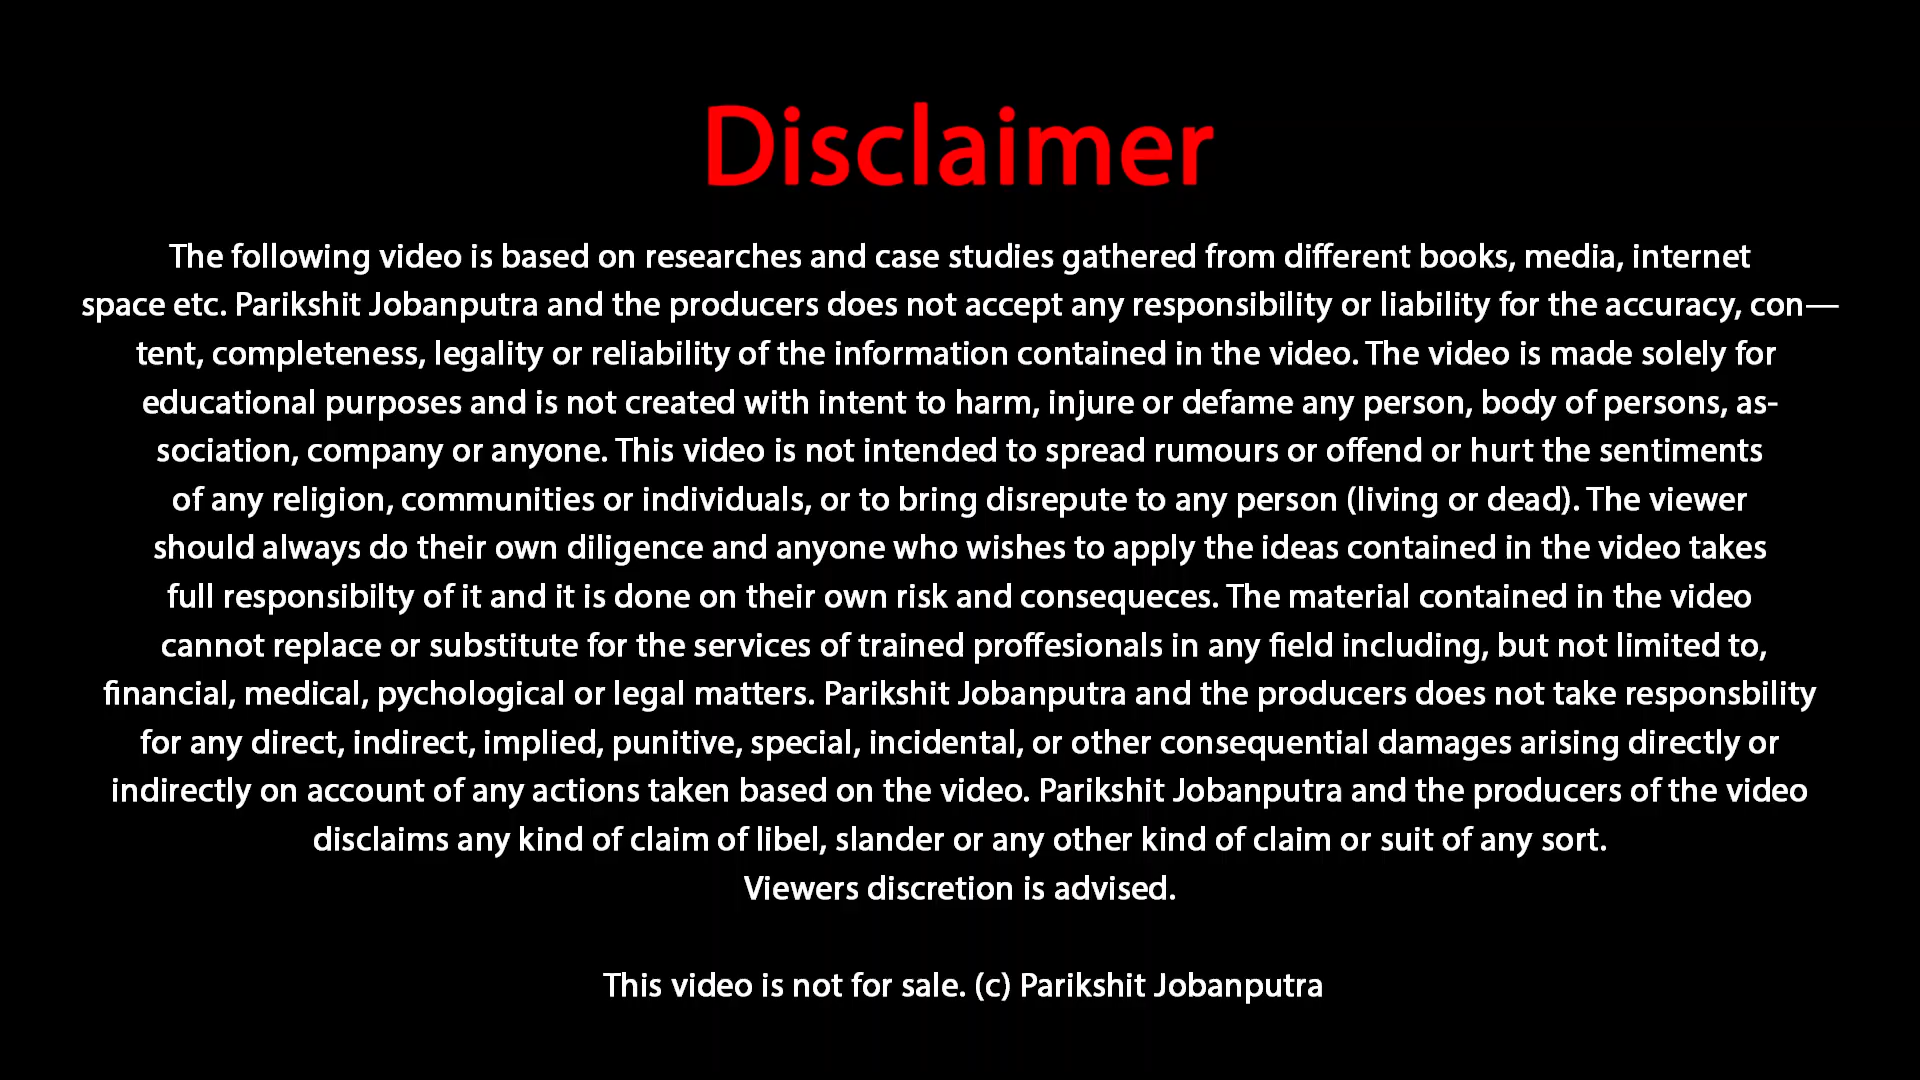 Disclaimer
The following video is based on researches and case studies gathered from different books, media, internet
space etc. Parikshit Jobanputra and the producers does not accept any responsibility or liability for the accuracy, con—
tent, completeness, legality or reliability of the information contained in the video. The video is made solely for
educational purposes and is not created with intent to harm, injure or defame any person, body of persons, as-
sociation, company or anyone. This video is not intended to spread rumours or offend or hurt the sentiments
of any religion, communities or individuals, or to bring disrepute to any person (living or dead). The viewer
should always do their own diligence and anyone who wishes to apply the ideas contained in the video takes
full responsibilty of it and it is done on their own risk and consequeces. The material contained in the video
cannot replace or substitute for the services of trained proffesionals in any field including, but not limited to,
financial, medical, pychological or legal matters. Parikshit Jobanputra and the producers does not take responsbility
for any direct, indirect, implied, punitive, special, incidental, or other consequential damages arising directly or
indirectly on account of any actions taken based on the video. Parikshit Jobanputra and the producers of the video
disclaims any kind of claim of libel, slander or any other kind of claim or suit of any sort.
Viewers discretion is advised.
This video is not for sale. (c) Parikshit Jobanputra